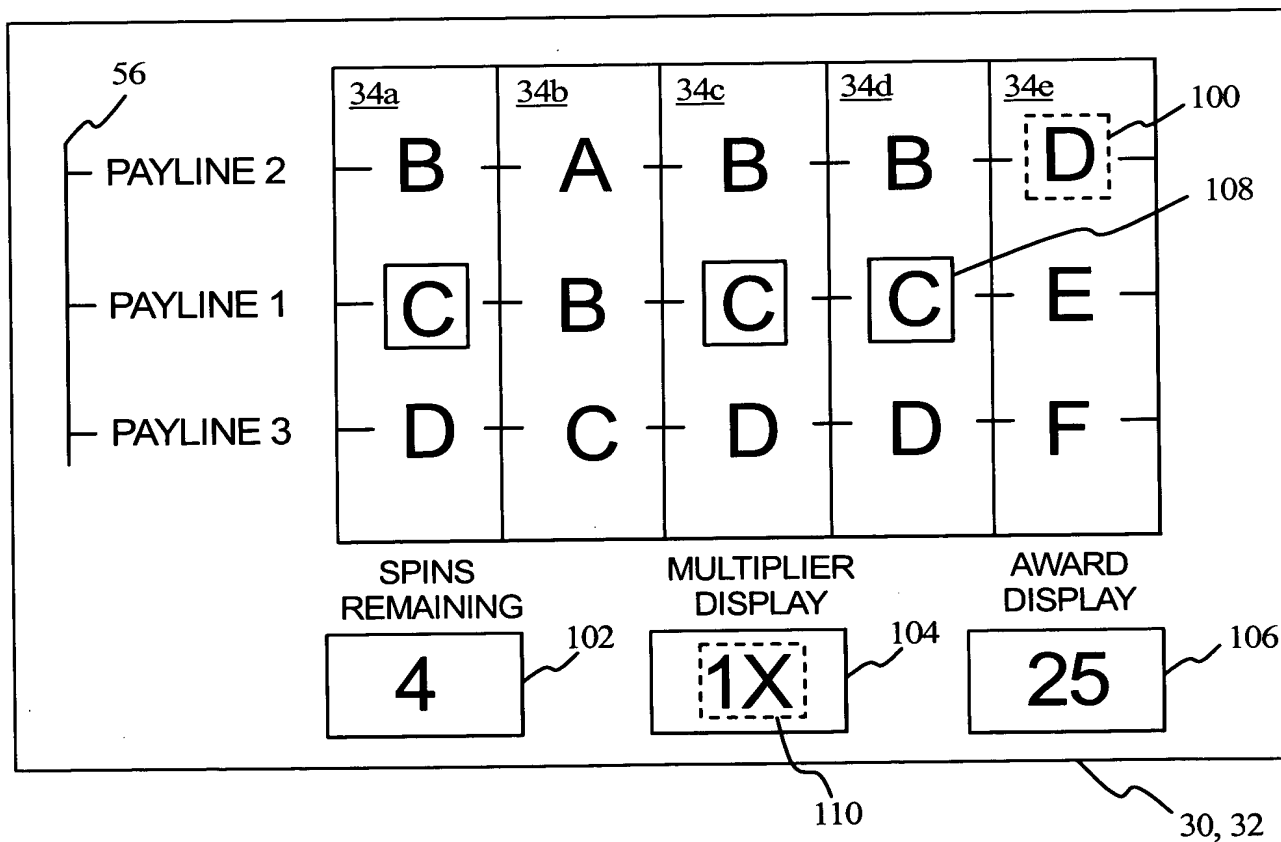 56
34a 34b 34c 34d 34e
100
PAYLINE 2 B A B B D
108
PAYLINE 1 C B C C E
PAYLINE 3 D C D D F
SPINS REMAINING
MULTIPLIER DISPLAY
AWARD DISPLAY
4 102
1X 104
25 106
110
30, 32